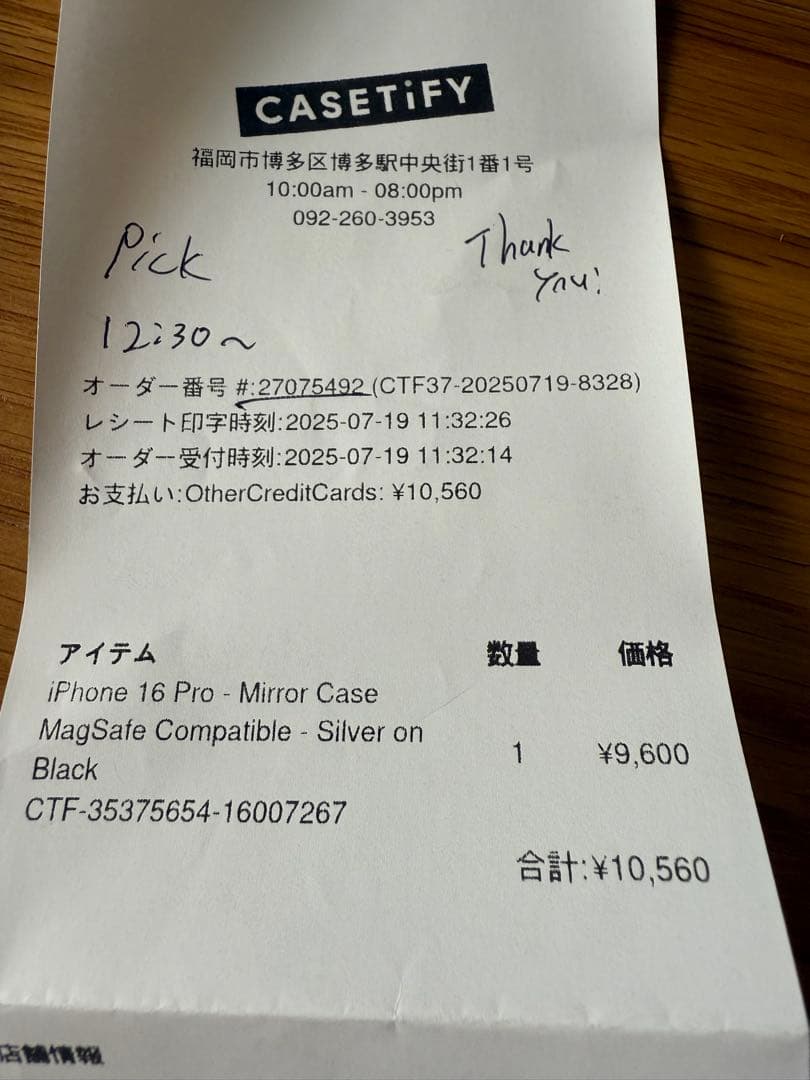 CASETiFY
福岡市博多区博多駅中央街1番1号
10:00am - 08:00pm
092-260-3953
Pick
Thank
you!
12:30~
オーダー番号 #:27075492 (CTF37-20250719-8328)
レシート印字時刻:2025-07-19 11:32:26
オーダー受付時刻:2025-07-19 11:32:14
お支払い:OtherCreditCards: ¥10,560
アイテム 数量 価格
iPhone 16 Pro - Mirror Case
MagSafe Compatible - Silver on
Black 1 ¥9,600
CTF-35375654-16007267
合計:¥10,560
店舗情報